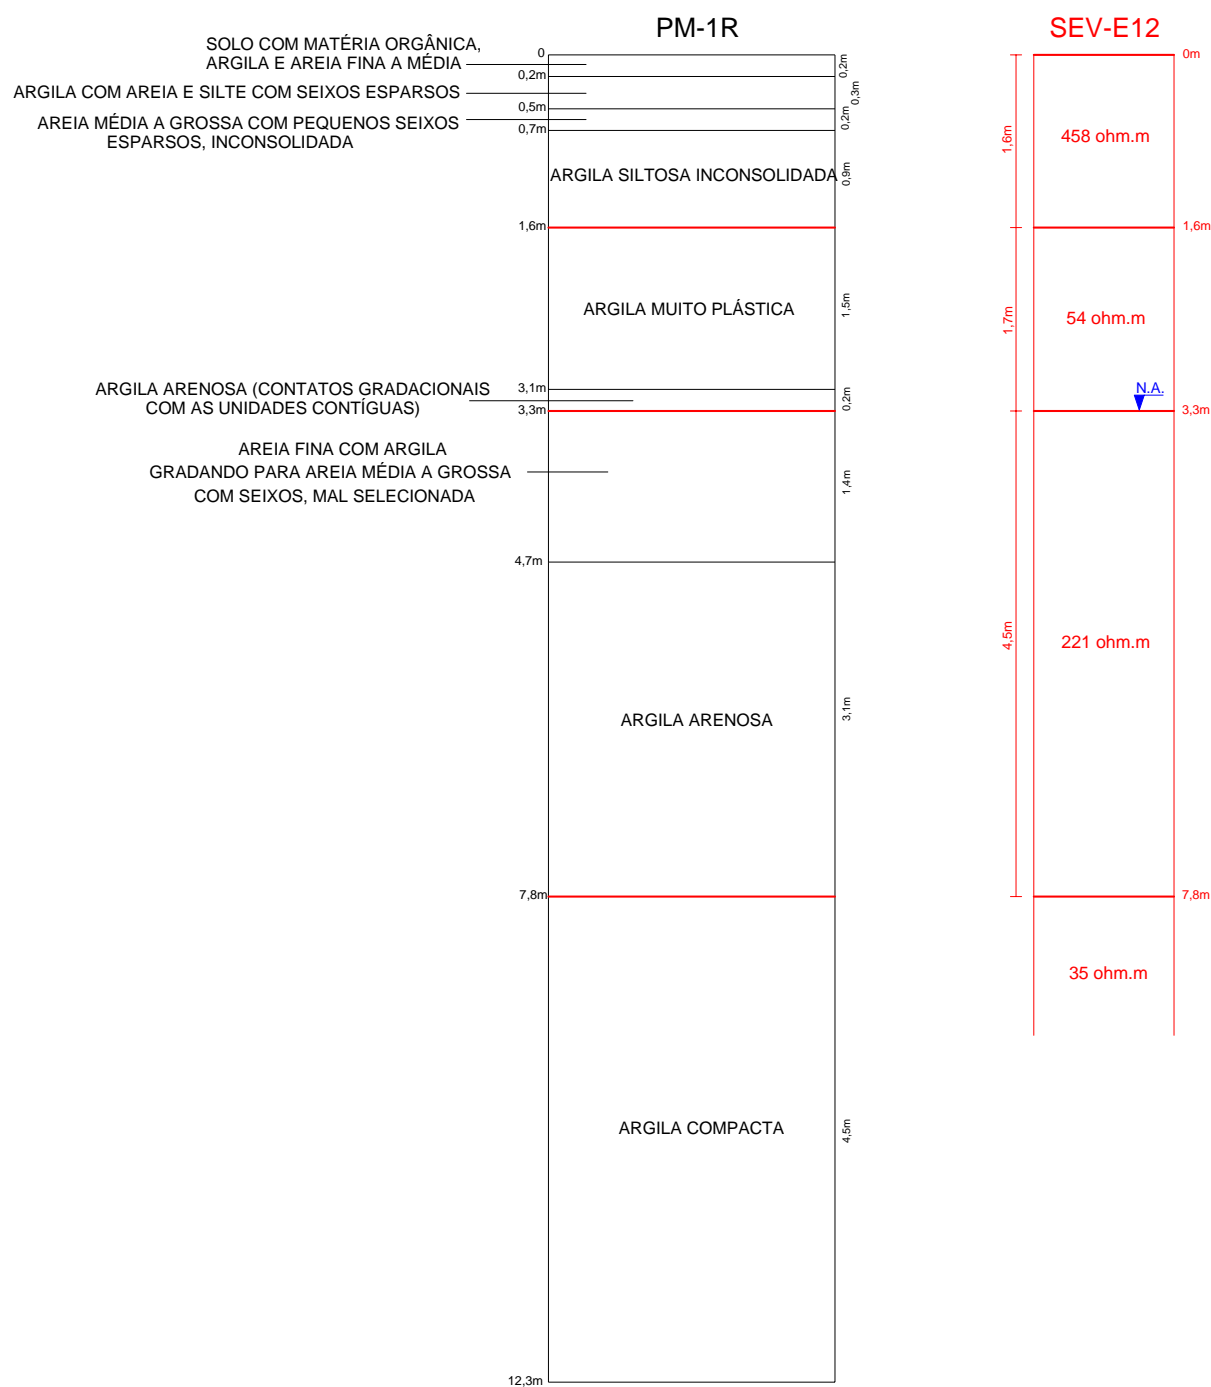 PM-1R
SEV-E12
SOLO COM MATÉRIA ORGÂNICA,
ARGILA E AREIA FINA A MÉDIA
ARGILA COM AREIA E SILTE COM SEIXOS ESPARSOS
AREIA MÉDIA A GROSSA COM PEQUENOS SEIXOS
ESPARSOS, INCONSOLIDADA
ARGILA ARENOSA (CONTATOS GRADACIONAIS
COM AS UNIDADES CONTÍGUAS)
AREIA FINA COM ARGILA
GRADANDO PARA AREIA MÉDIA A GROSSA
COM SEIXOS, MAL SELECIONADA
0
0,2m
0,5m
0,7m
1,6m
3,1m
3,3m
4,7m
7,8m
12,3m
ARGILA SILTOSA INCONSOLIDADA
ARGILA MUITO PLÁSTICA
ARGILA ARENOSA
ARGILA COMPACTA
0,2m
0,3m
0,2m
0,9m
1,5m
0,2m
1,4m
3,1m
4,5m
1,6m
1,7m
4,5m
458 ohm.m
54 ohm.m
N.A.
221 ohm.m
35 ohm.m
0m
1,6m
3,3m
7,8m